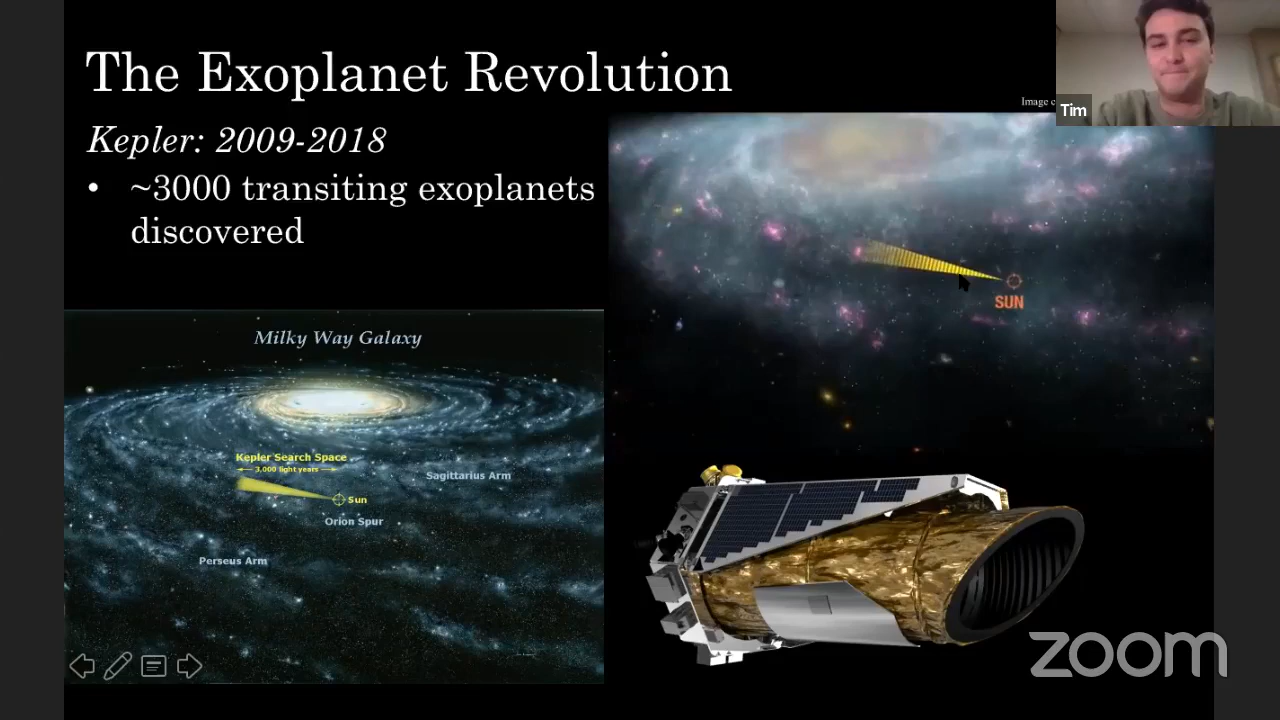 The Exoplanet Revolution
Image c
Tim
Kepler: 2009-2018
• ~3000 transiting exoplanets
discovered
SUN
Milky Way Galaxy
Kepler Search Space
3,000 light years
Sagittarius Arm
Sun
Orion Spur
Perseus Arm
zoom